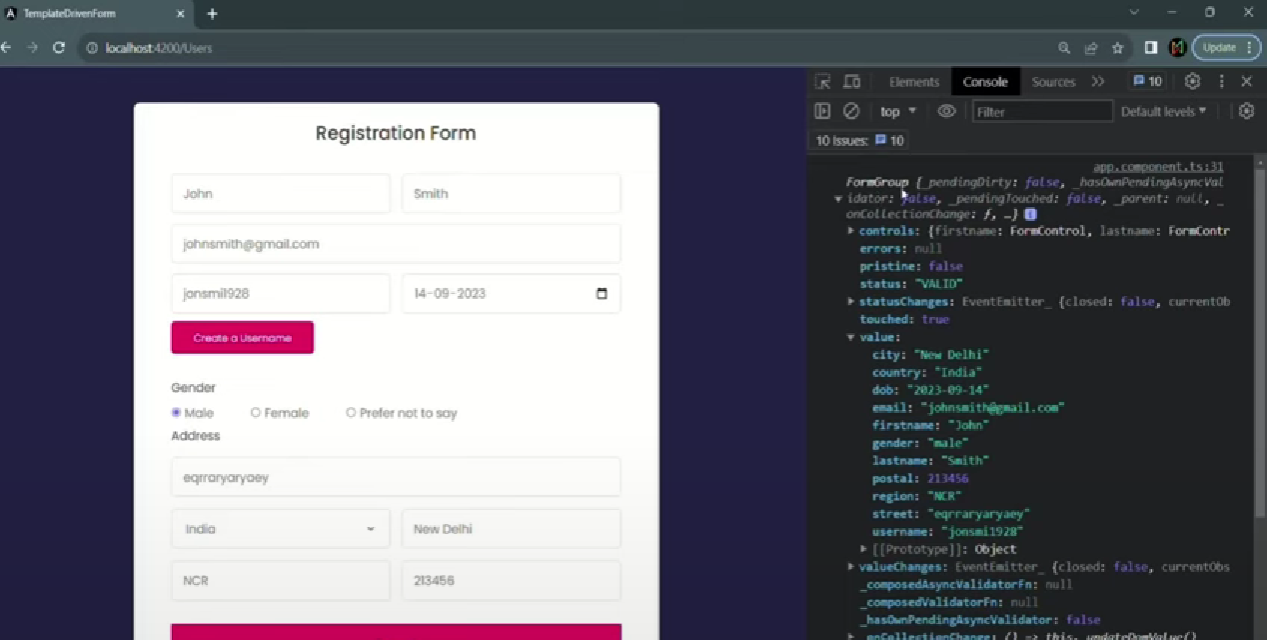 TemplateDrivenForm
localhost:4200/Users
Update
Registration Form
John
Smith
johnsmith@gmail.com
jonsmi1928
14-09-2023
Create a Username
Gender
Male
Female
Prefer not to say
Address
eqrraryaryaey
India
New Delhi
NCR
213456
Elements
Console
Sources
10
top
Filter
Default levels
10 Issues:
10
app.component.ts:31
FormGroup {_pendingDirty: false, _hasOwnPendingAsyncVal
idator: false, _pendingTouched: false, _parent: null, _
onCollectionChange: ƒ, …}
controls: {firstname: FormControl, lastname: FormContr
errors: null
pristine: false
status: "VALID"
statusChanges: EventEmitter_ {closed: false, currentOb
touched: true
value:
city: "New Delhi"
country: "India"
dob: "2023-09-14"
email: "johnsmith@gmail.com"
firstname: "John"
gender: "male"
lastname: "Smith"
postal: 213456
region: "NCR"
street: "eqrraryaryaey"
username: "jonsmi1928"
[[Prototype]]: Object
valueChanges: EventEmitter_ {closed: false, currentObs
_composedAsyncValidatorFn: null
_composedValidatorFn: null
_hasOwnPendingAsyncValidator: false
_onCollectionChange: () => this._updateDomValue()